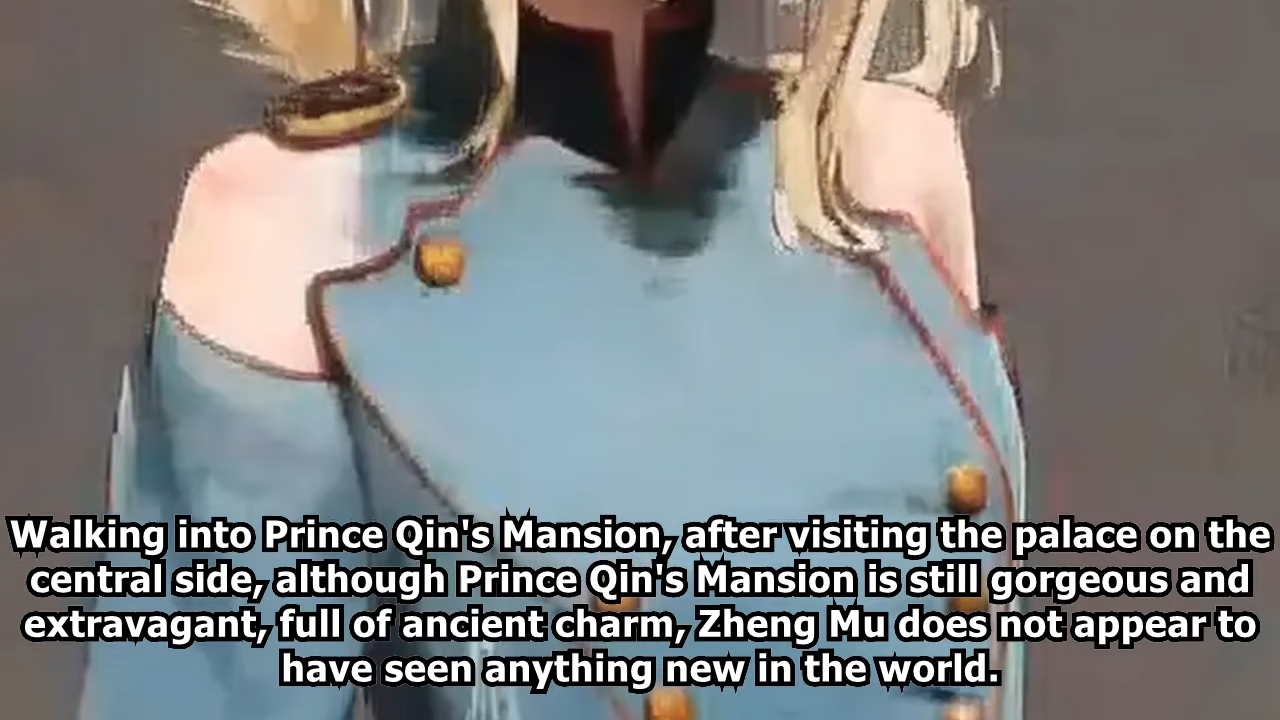 Walking into Prince Qin's Mansion, after visiting the palace on the
central side, although Prince Qin's Mansion is still gorgeous and
extravagant, full of ancient charm, Zheng Mu does not appear to
have seen anything new in the world.